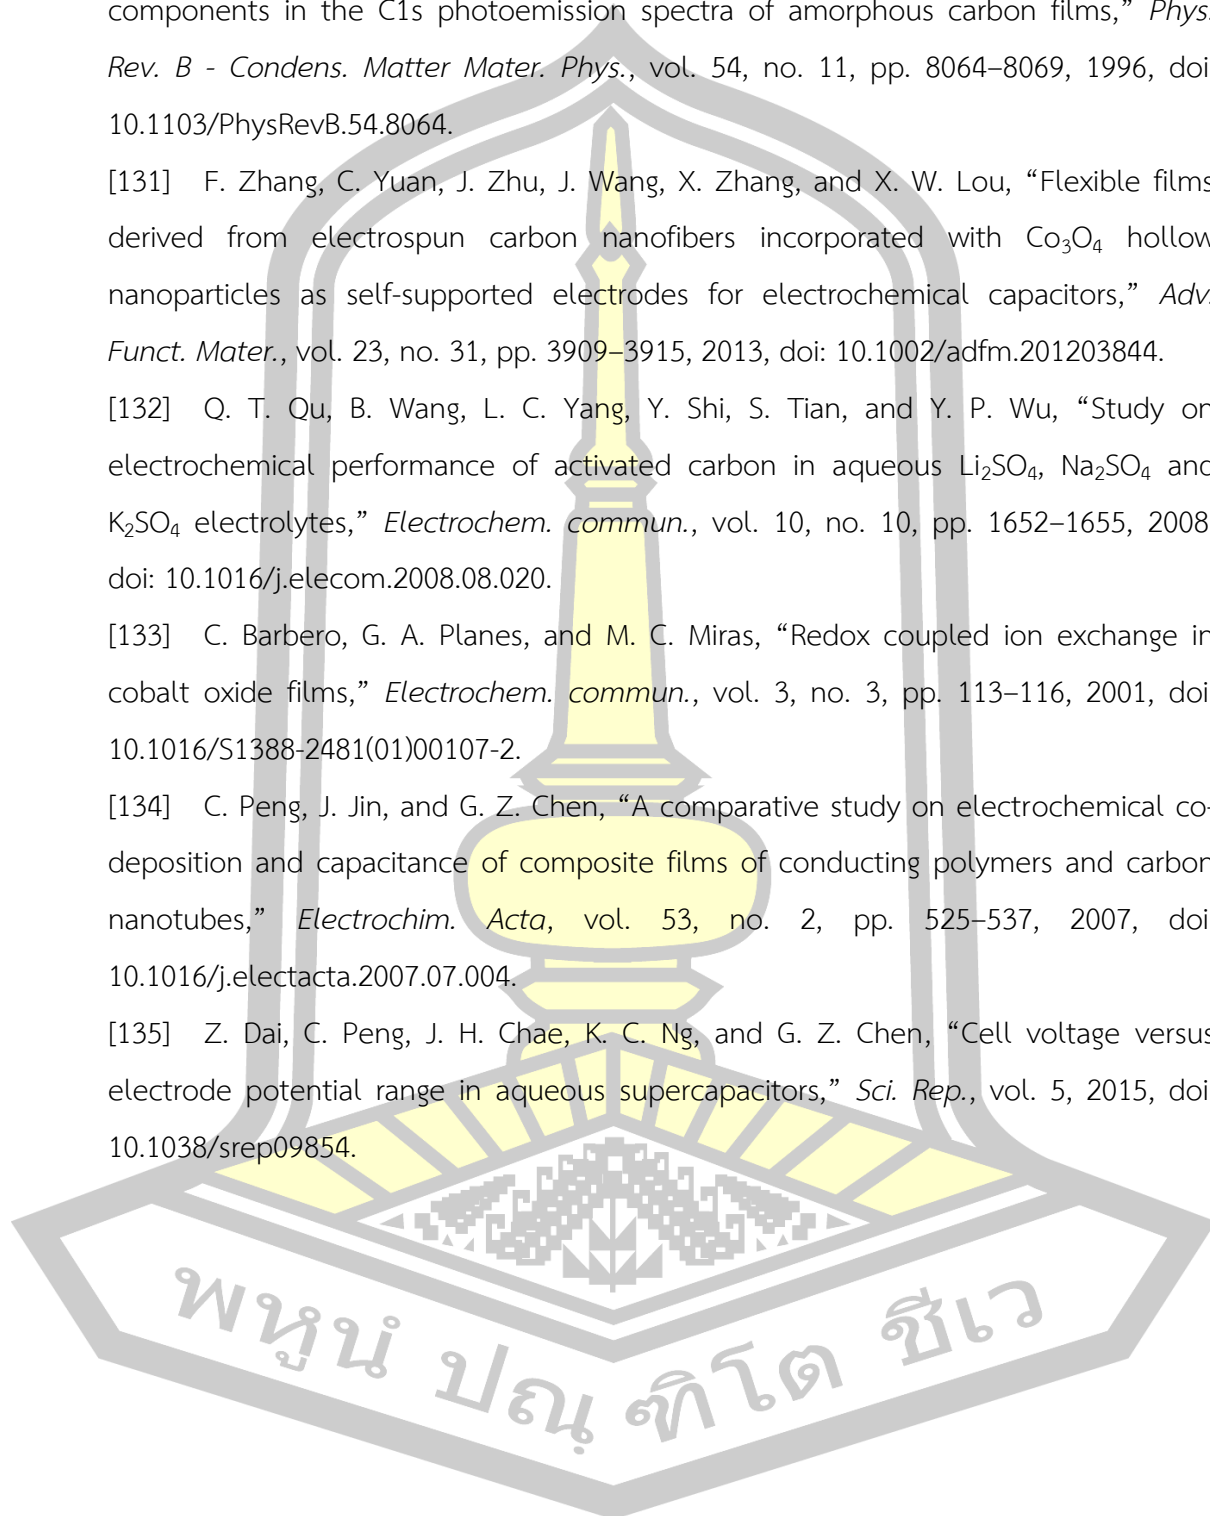 components in the C1s photoemission spectra of amorphous carbon films,” Phys.
Rev. B - Condens. Matter Mater. Phys., vol. 54, no. 11, pp. 8064–8069, 1996, doi
10.1103/PhysRevB.54.8064.
[131] F. Zhang, C. Yuan, J. Zhu, J. Wang, X. Zhang, and X. W. Lou, “Flexible films
derived from electrospun carbon nanofibers incorporated with Co₃O₄ hollow
nanoparticles as self-supported electrodes for electrochemical capacitors,” Adv.
Funct. Mater., vol. 23, no. 31, pp. 3909–3915, 2013, doi: 10.1002/adfm.201203844.
[132] Q. T. Qu, B. Wang, L. C. Yang, Y. Shi, S. Tian, and Y. P. Wu, “Study on
electrochemical performance of activated carbon in aqueous Li₂SO₄, Na₂SO₄ and
K₂SO₄ electrolytes,” Electrochem. commun., vol. 10, no. 10, pp. 1652–1655, 2008
doi: 10.1016/j.elecom.2008.08.020.
[133] C. Barbero, G. A. Planes, and M. C. Miras, “Redox coupled ion exchange in
cobalt oxide films,” Electrochem. commun., vol. 3, no. 3, pp. 113–116, 2001, doi
10.1016/S1388-2481(01)00107-2.
[134] C. Peng, J. Jin, and G. Z. Chen, “A comparative study on electrochemical co-
deposition and capacitance of composite films of conducting polymers and carbon
nanotubes,” Electrochim. Acta, vol. 53, no. 2, pp. 525–537, 2007, doi
10.1016/j.electacta.2007.07.004.
[135] Z. Dai, C. Peng, J. H. Chae, K. C. Ng, and G. Z. Chen, “Cell voltage versus
electrode potential range in aqueous supercapacitors,” Sci. Rep., vol. 5, 2015, doi
10.1038/srep09854.
พหูนํ ปณฺฑิโต ชีเว